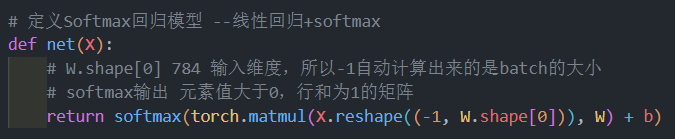 # 定义Softmax回归模型 --线性回归+softmax
def net(X):
    # W.shape[0] 784 输入维度，所以-1自动计算出来的是batch的大小
    # softmax输出 元素值大于0，行和为1的矩阵
    return softmax(torch.matmul(X.reshape((-1, W.shape[0])), W) + b)